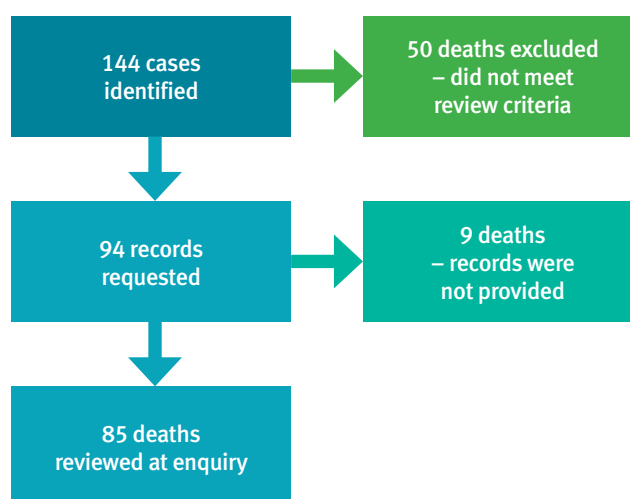 144 cases
identified
50 deaths excluded
– did not meet
review criteria
94 records
requested
9 deaths
– records were
not provided
85 deaths
reviewed at enquiry